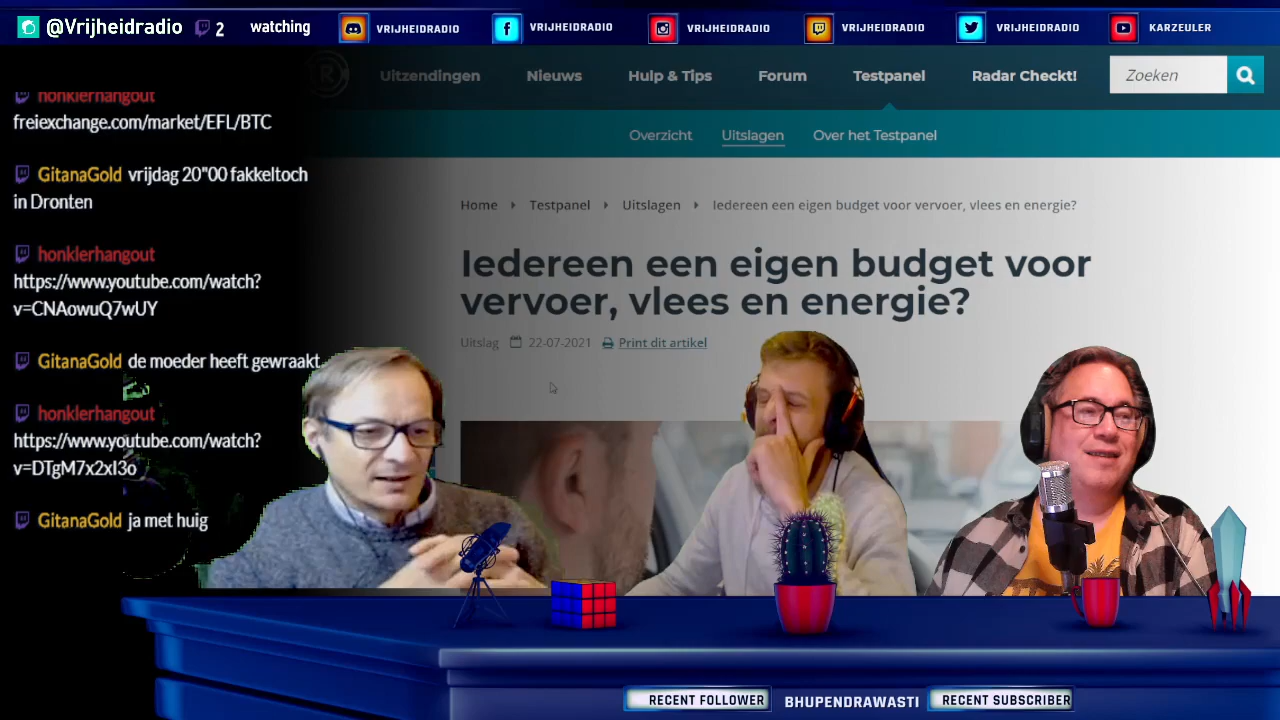 @Vrijheidradio 2 watching VRIJHEIDRADIO VRIJHEIDRADIO VRIJHEIDRADIO VRIJHEIDRADIO VRIJHEIDRADIO KARZEULER
Uitzendingen Nieuws Hulp & Tips Forum Testpanel Radar Checkt! Zoeken
Overzicht Uitslagen Over het Testpanel
Home Testpanel Uitslagen Iedereen een eigen budget voor vervoer, vlees en energie?
Iedereen een eigen budget voor
vervoer, vlees en energie?
Uitslag 22-07-2021 Print dit artikel
honklerhangout
freiexchange.com/market/EFL/BTC
GitanaGold vrijdag 20"00 fakkeltoch
in Dronten
honklerhangout
https://www.youtube.com/watch?
v=CNAowuQ7wUY
GitanaGold de moeder heeft gewraakt
honklerhangout
https://www.youtube.com/watch?
v=DTgM7x2xI3o
GitanaGold ja met huig
RECENT FOLLOWER BHUPENDRAWASTI RECENT SUBSCRIBER